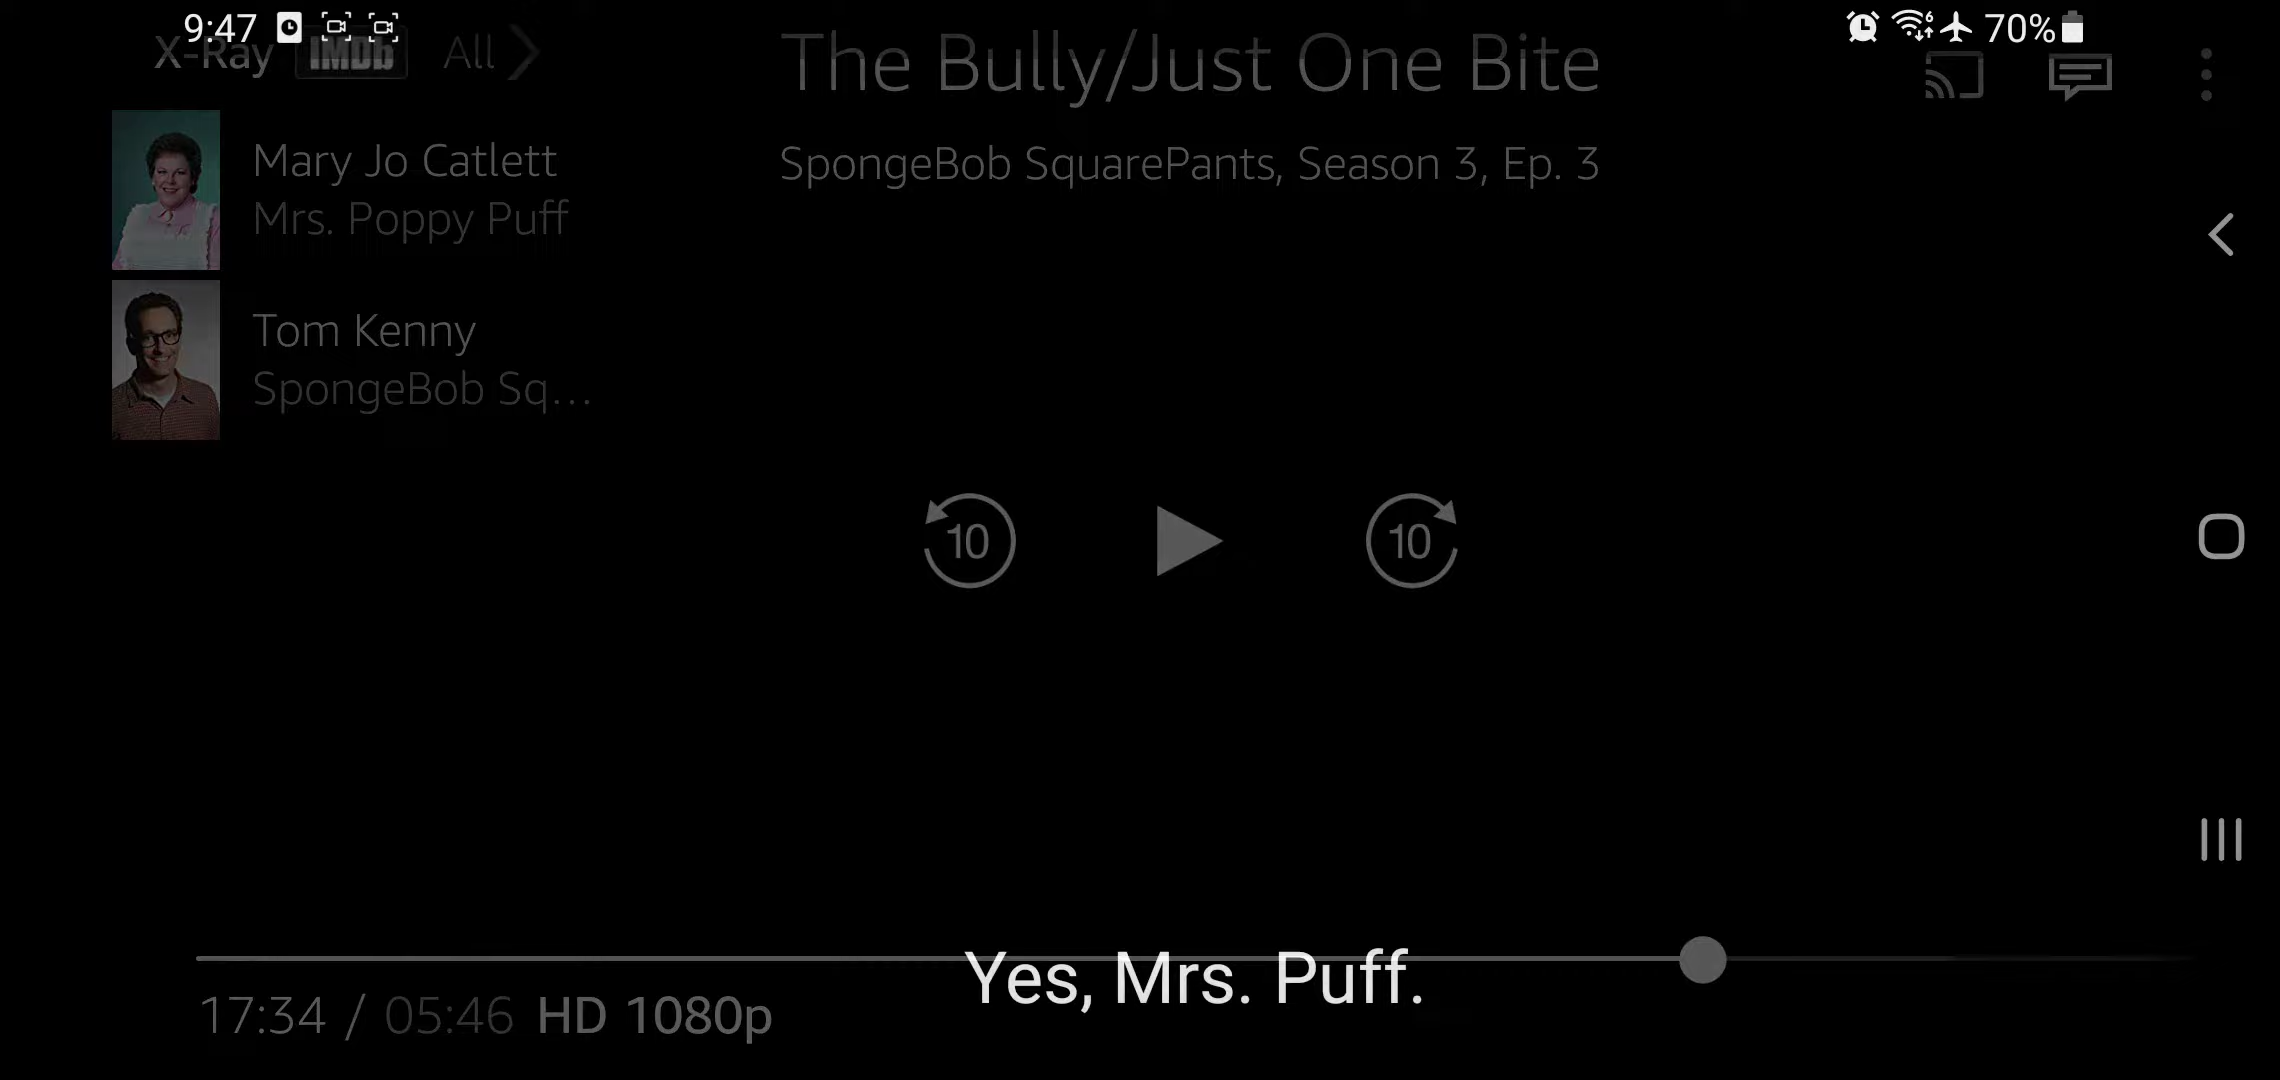 9:47
70%
X-Ray IMDb All
The Bully/Just One Bite
SpongeBob SquarePants, Season 3, Ep. 3
Mary Jo Catlett
Mrs. Poppy Puff
Tom Kenny
SpongeBob Sq...
10
10
Yes, Mrs. Puff.
17:34 / 05:46 HD 1080p